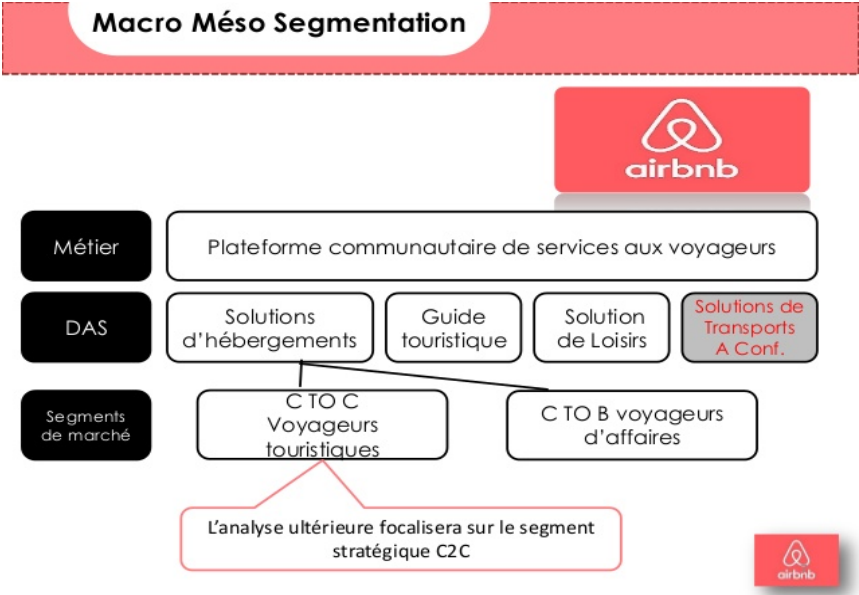 Macro Méso Segmentation
airbnb
Métier
Plateforme communautaire de services aux voyageurs
DAS
Solutions
d'hébergements
Guide
touristique
Solution
de Loisirs
Solutions de
Transports
A Conf.
Segments
de marché
C TO C
Voyageurs
touristiques
C TO B voyageurs
d'affaires
L'analyse ultérieure focalisera sur le segment
stratégique C2C
airbnb